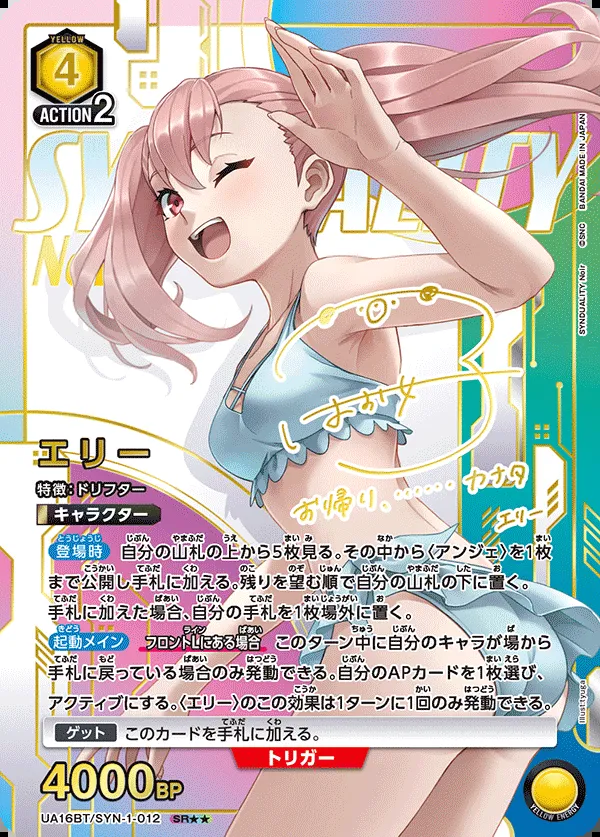 YELLOW
4
ACTION2
SYNDUALITY
No
BANDAI MADE IN JAPAN
©SNC
SYNDUALITY Noir
お帰り、……カナタ
エリー
エリー
特徴：ドリフター
キャラクター
登場時 自分の山札の上から5枚見る。その中から〈アンジェ〉を1枚
まで公開し手札に加える。残りを望む順で自分の山札の下に置く。
手札に加えた場合、自分の手札を1枚場外に置く。
起動メイン フロントLにある場合 このターン中に自分のキャラが場から
手札に戻っている場合のみ発動できる。自分のAPカードを1枚選び、
アクティブにする。〈エリー〉のこの効果は1ターンに1回のみ発動できる。
ゲット このカードを手札に加える。
トリガー
4000BP
UA16BT/SYN-1-012 SR★★
Illust:tyuga
YELLOW ENERGY